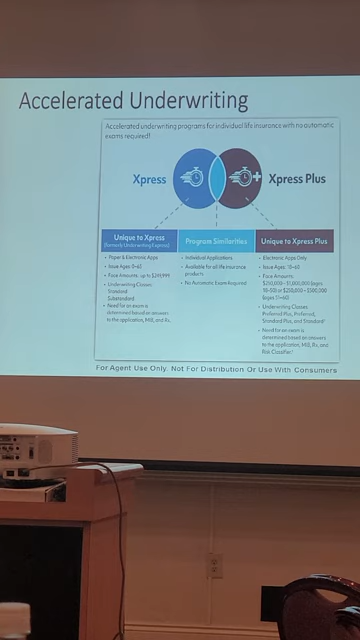 Accelerated Underwriting
Accelerated underwriting programs for individual life insurance with no automatic
exams required!
Xpress
Xpress Plus
Unique to Xpress
(formerly Underwriting Express)
• Paper & Electronic Apps
• Issue Ages: 0–65
• Face Amounts: up to $249,999
• Underwriting Classes:
Standard
Substandard
• Need for an exam is
determined based on answers
to the application, MIB, and Rx.
Program Similarities
• Individual Applications
• Available for all life insurance
products
• No Automatic Exam Required
Unique to Xpress Plus
• Electronic Apps Only
• Issue Ages: 18–60
• Face Amounts:
$250,000 – $1,000,000 (ages
18–50) or $250,000 – $500,000
(ages 51–60)
• Underwriting Classes:
Preferred Plus, Preferred,
Standard Plus, and Standard
• Need for an exam is
determined based on answers
to the application, MIB, Rx, and
Risk Classifier
For Agent Use Only. Not For Distribution Or Use With Consumers